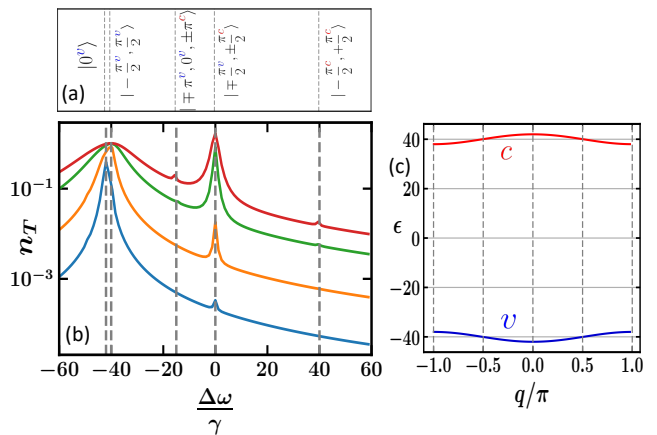 |0^v⟩
|−π^v/2, π^v/2⟩
|∓π^v, 0^v, ±π^c⟩
|∓π^v/2, ±π^c/2⟩
|−π^c/2, +π^c/2⟩
(a)
10^−1
10^−3
n_T
(b)
−60 −40 −20 0 20 40 60
Δω/γ
(c)
c
v
40
20
0
−20
−40
ϵ
−1.0 −0.5 0.0 0.5 1.0
q/π